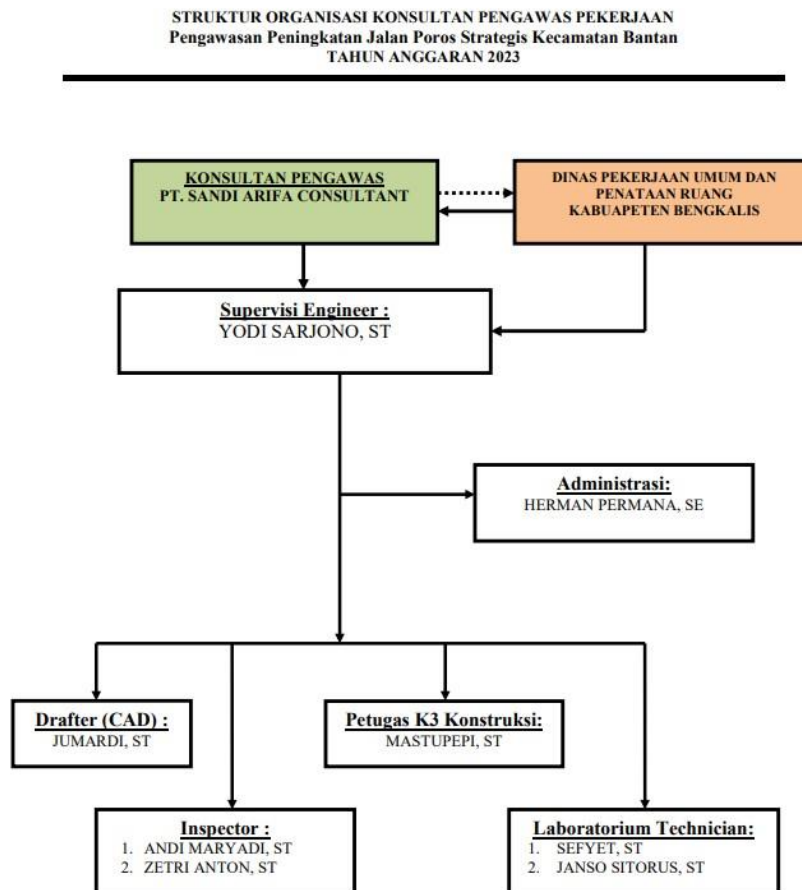 STRUKTUR ORGANISASI KONSULTAN PENGAWAS PEKERJAAN
Pengawasan Peningkatan Jalan Poros Strategis Kecamatan Bantan
TAHUN ANGGARAN 2023
KONSULTAN PENGAWAS
PT. SANDI ARIFA CONSULTANT
DINAS PEKERJAAN UMUM DAN
PENATAAN RUANG
KABUAPETEN BENGKALIS
Supervisi Engineer :
YODI SARJONO, ST
Administrasi:
HERMAN PERMANA, SE
Drafter (CAD) :
JUMARDI, ST
Petugas K3 Konstruksi:
MASTUPEPI, ST
Inspector :
1. ANDI MARYADI, ST
2. ZETRI ANTON, ST
Laboratorium Technician:
1. SEFYET, ST
2. JANSO SITORUS, ST